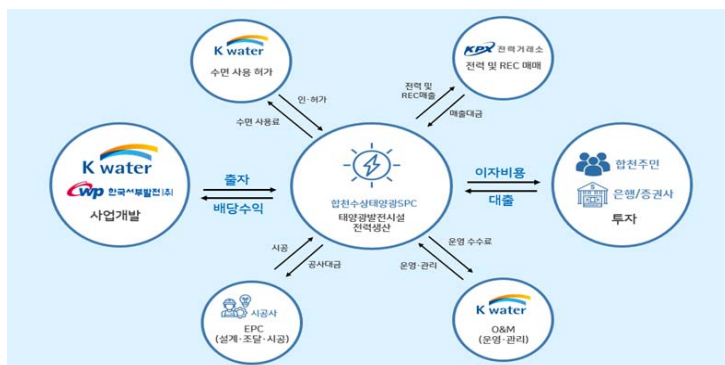 K water
수면 사용 허가
KPX 전력거래소
전력 및 REC 매매
인·허가
수면 사용료
전력 및
REC매출
매출대금
K water
WP 한국서부발전(주)
사업개발
출자
배당수익
합천수상태양광SPC
태양광발전시설
전력생산
이자비용
대출
합천주민
은행/증권사
투자
시공
공사대금
운영 수수료
운영·관리
시공사
EPC
(설계·조달·시공)
K water
O&M
(운영·관리)